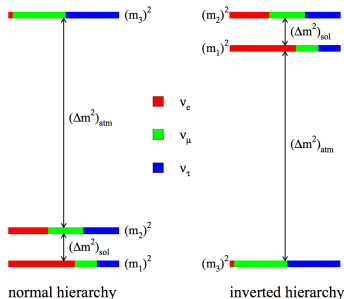 (m₃)²
(Δm²)atm
(m₂)²
(Δm²)sol
(m₁)²
normal hierarchy
νe
νμ
ντ
(m₂)²
(Δm²)sol
(m₁)²
(Δm²)atm
(m₃)²
inverted hierarchy